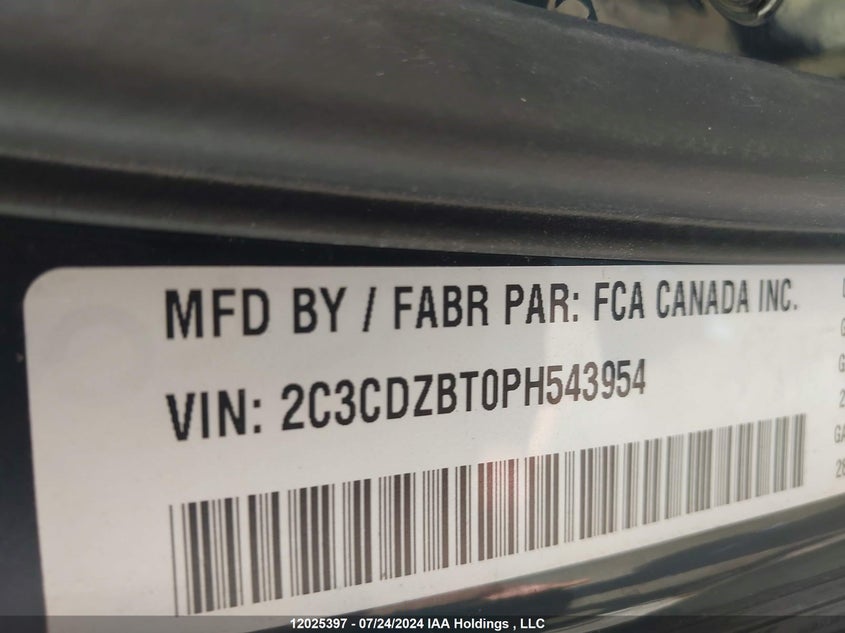 MFD BY / FABR PAR: FCA CANADA INC.
VIN: 2C3CDZBT0PH543954
12025397 - 07/24/2024 IAA Holdings , LLC